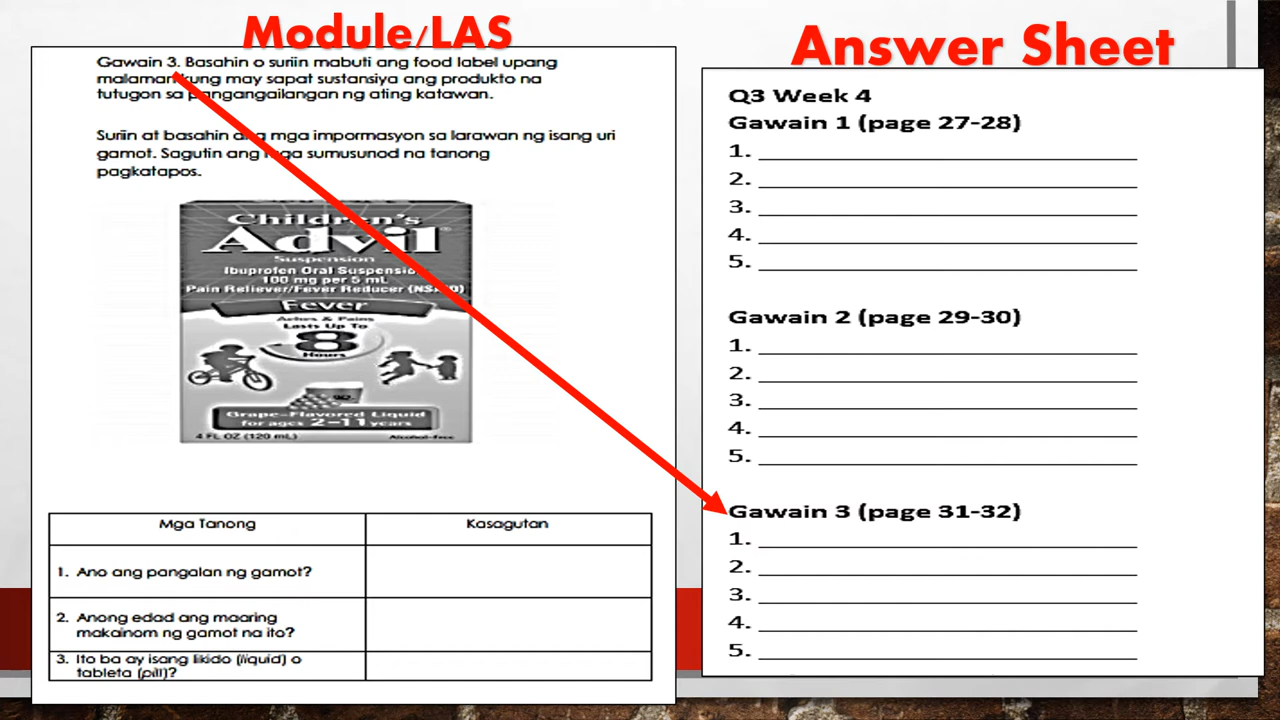 Module/LAS
Gawain 3. Basahin o suriin mabuti ang food label upang
malaman kung may sapat sustansiya ang produkto na
tutugon sa pangangailangan ng ating katawan.
Suriin at basahin ang mga impormasyon sa larawan ng isang uri
gamot. Sagutin ang mga sumusunod na tanong
pagkatapos.
Children's
Advil®
Suspension
Ibuprofen Oral Suspension
100 mg per 5 mL
Pain Reliever/Fever Reducer (NSAID)
Fever
Aches & Pains
Lasts Up To
8
Hours
Grape-Flavored Liquid
for ages 2-11 years
4 FL OZ (120 mL) Alcohol-free
Mga Tanong Kasagutan
1. Ano ang pangalan ng gamot?
2. Anong edad ang maaring
makainom ng gamot na ito?
3. Ito ba ay isang likido (liquid) o
tableta (pill)?
Answer Sheet
Q3 Week 4
Gawain 1 (page 27-28)
1.
2.
3.
4.
5.
Gawain 2 (page 29-30)
1.
2.
3.
4.
5.
Gawain 3 (page 31-32)
1.
2.
3.
4.
5.